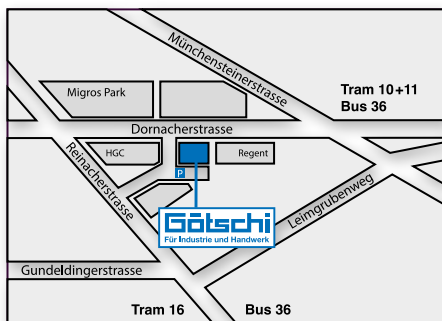 Münchensteinerstrasse
Tram 10+11
Bus 36
Migros Park
Dornacherstrasse
HGC
Regent
P
Reinacherstrasse
Leimgrubenweg
Götschi
Für Industrie und Handwerk
Gundeldingerstrasse
Tram 16
Bus 36